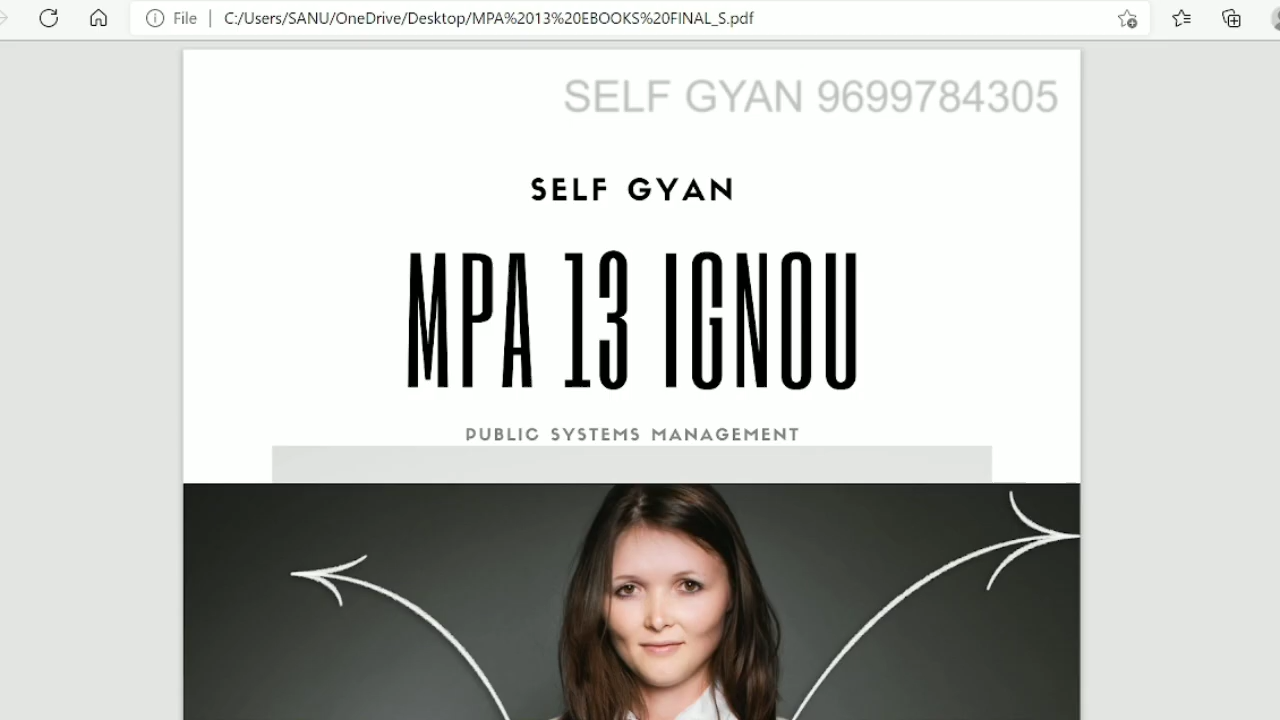 File | C:/Users/SANU/OneDrive/Desktop/MPA%2013%20EBOOKS%20FINAL_S.pdf
SELF GYAN 9699784305
SELF GYAN
MPA 13 IGNOU
PUBLIC SYSTEMS MANAGEMENT